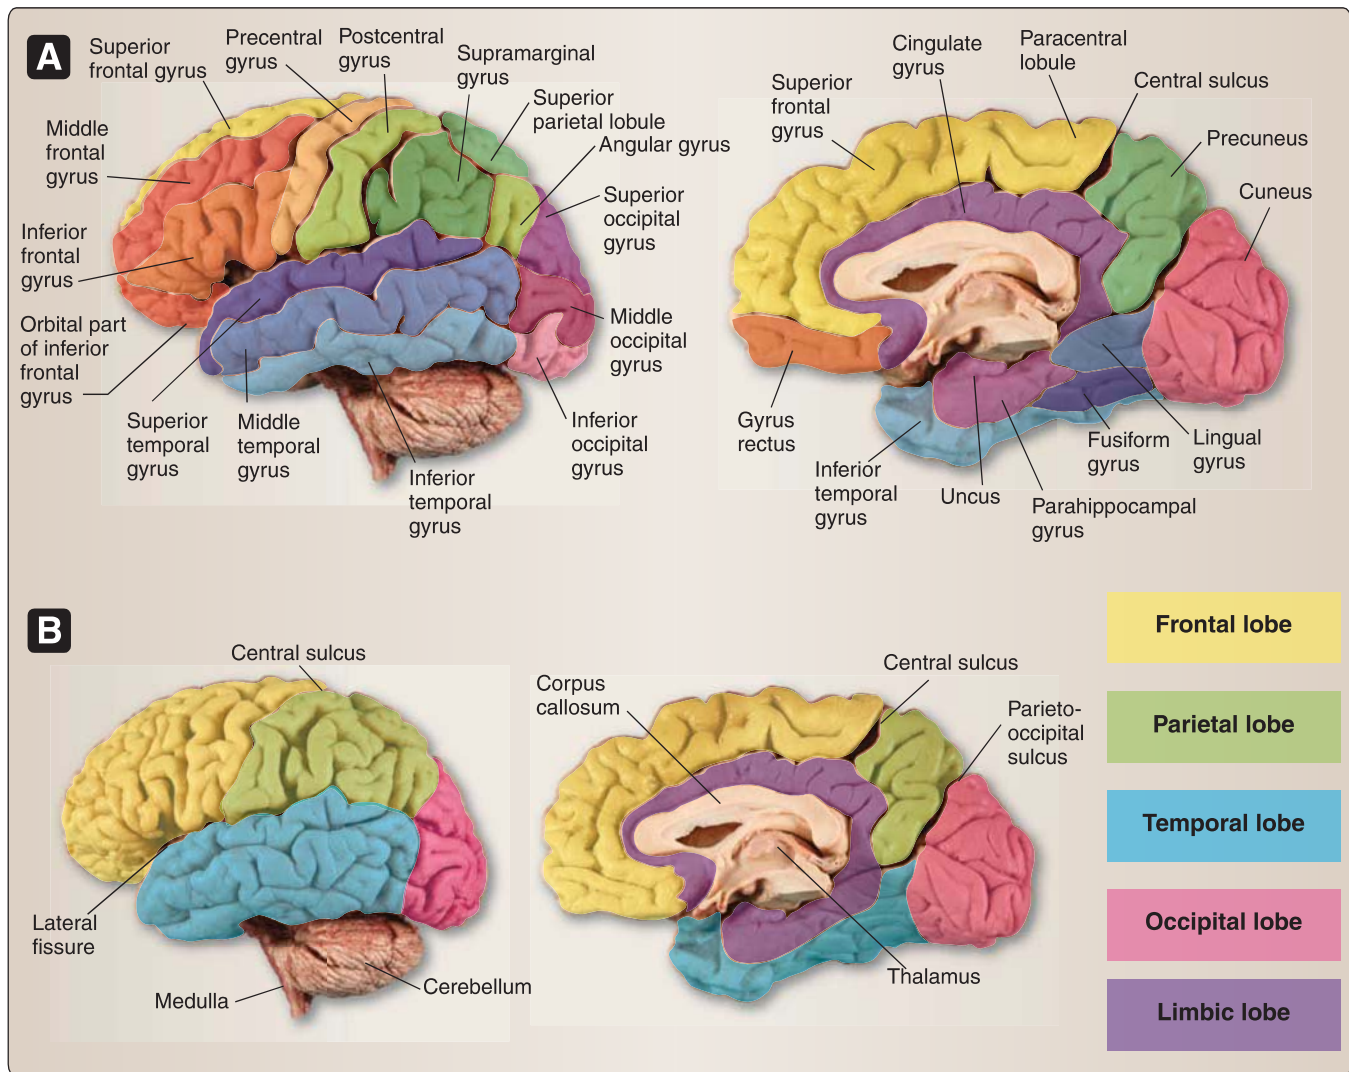 A
Superior
frontal gyrus
Precentral
gyrus
Postcentral
gyrus
Supramarginal
gyrus
Superior
parietal lobule
Angular gyrus
Middle
frontal
gyrus
Superior
occipital
gyrus
Inferior
frontal
gyrus
Orbital part
of inferior
frontal
gyrus
Middle
occipital
gyrus
Superior
temporal
gyrus
Middle
temporal
gyrus
Inferior
temporal
gyrus
Inferior
occipital
gyrus
Cingulate
gyrus
Paracentral
lobule
Superior
frontal
gyrus
Central sulcus
Precuneus
Cuneus
Gyrus
rectus
Inferior
temporal
gyrus
Uncus
Parahippocampal
gyrus
Fusiform
gyrus
Lingual
gyrus
B
Central sulcus
Lateral
fissure
Medulla
Cerebellum
Corpus
callosum
Central sulcus
Parieto-
occipital
sulcus
Thalamus
Frontal lobe
Parietal lobe
Temporal lobe
Occipital lobe
Limbic lobe